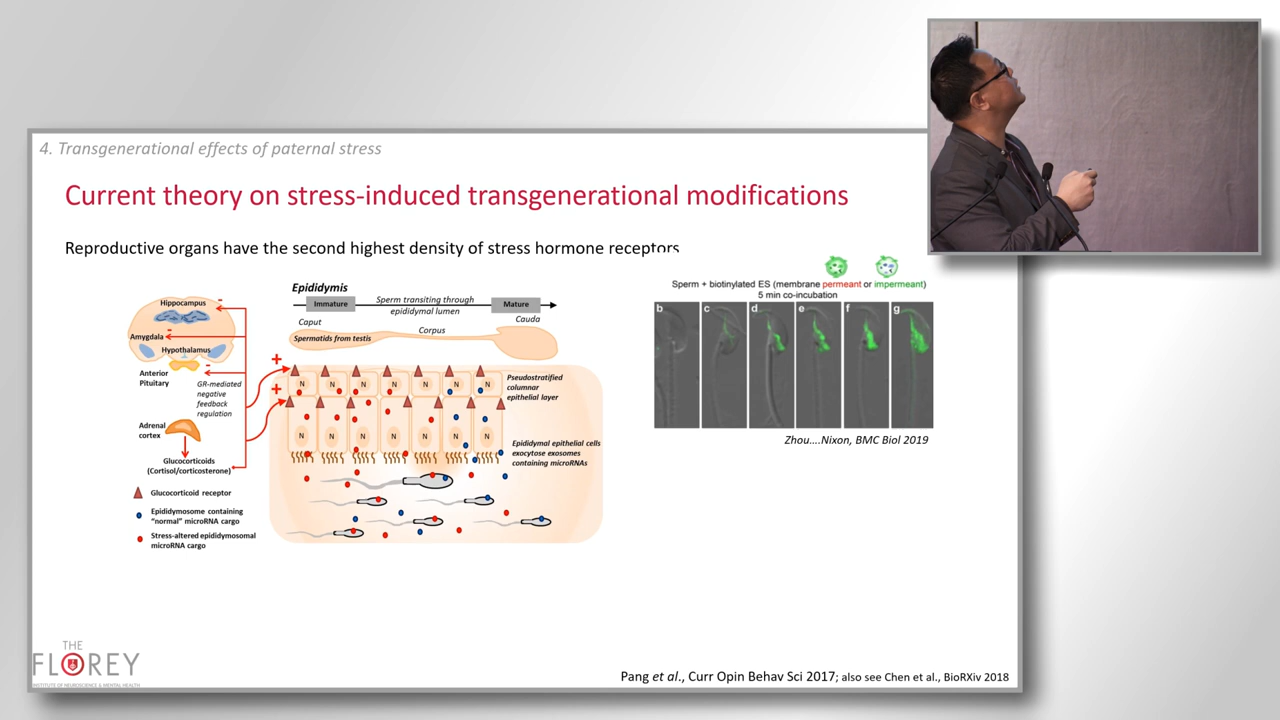 4. Transgenerational effects of paternal stress
Current theory on stress-induced transgenerational modifications
Reproductive organs have the second highest density of stress hormone receptors
Hippocampus
Amygdala
Hypothalamus
Anterior
Pituitary
GR-mediated
negative
feedback
regulation
Adrenal
cortex
Glucocorticoids
(Cortisol/corticosterone)
Glucocorticoid receptor
Epididymosome containing
"normal" microRNA cargo
Stress-altered epididymosomal
microRNA cargo
-
-
-
+
+
Epididymis
Immature
Sperm transiting through
epididymal lumen
Mature
Caput
Corpus
Cauda
Spermatids from testis
N N N N N N N
N N N N N N N
Pseudostratified
columnar
epithelial layer
Epididymal epithelial cells
exocytose exosomes
containing microRNAs
Sperm + biotinylated ES (membrane permeant or impermeant)
5 min co-incubation
b c d e f g
Zhou....Nixon, BMC Biol 2019
THE
FLOREY
INSTITUTE OF NEUROSCIENCE & MENTAL HEALTH
Pang et al., Curr Opin Behav Sci 2017; also see Chen et al., BioRXiv 2018